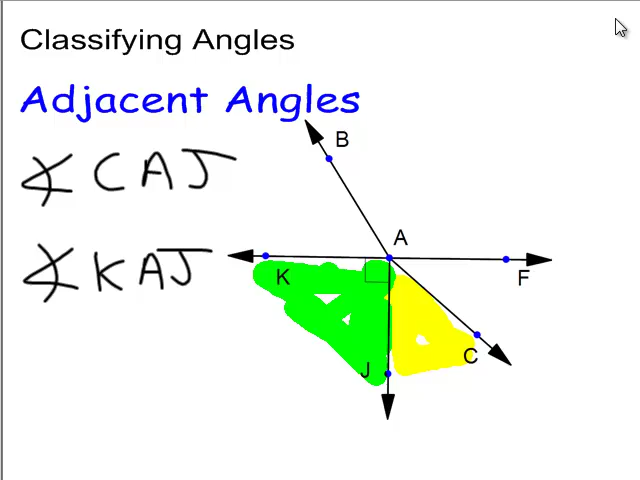 Classifying Angles
Adjacent Angles
B
∡ CAJ
A
∡ KAJ
K
F
C
J